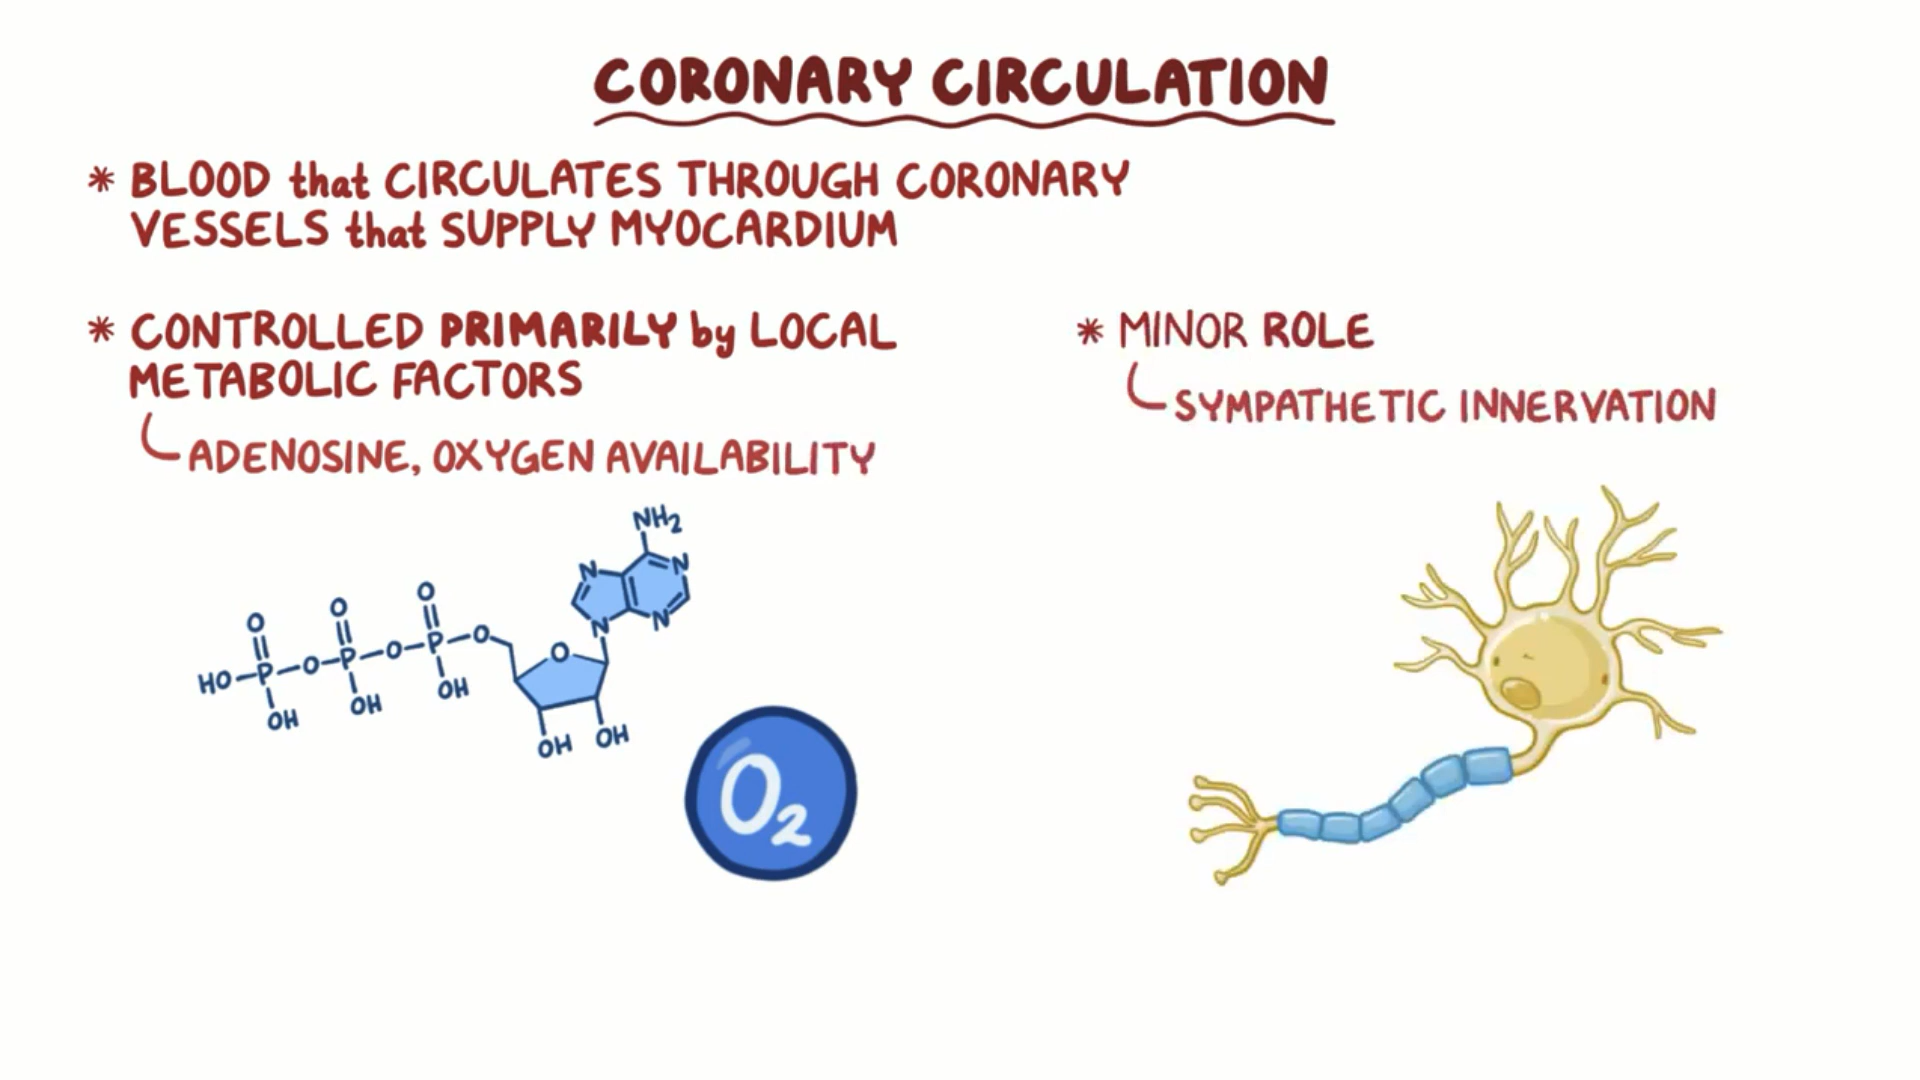 CORONARY CIRCULATION
* BLOOD that CIRCULATES THROUGH CORONARY
VESSELS that SUPPLY MYOCARDIUM
* CONTROLLED PRIMARILY by LOCAL
METABOLIC FACTORS
ADENOSINE, OXYGEN AVAILABILITY
* MINOR ROLE
SYMPATHETIC INNERVATION
NH₂
N N
N N
O O O
HO P O P O P O O
OH OH OH
OH OH
O₂